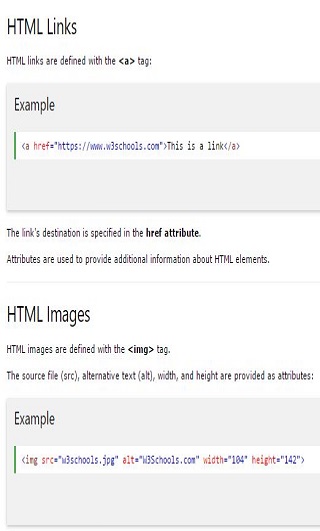 HTML Links
HTML links are defined with the <a> tag:
Example
<a href="https://www.w3schools.com">This is a link</a>
The link's destination is specified in the href attribute.
Attributes are used to provide additional information about HTML elements.
HTML Images
HTML images are defined with the <img> tag.
The source file (src), alternative text (alt), width, and height are provided as attributes:
Example
<img src="w3schools.jpg" alt="W3Schools.com" width="104" height="142">